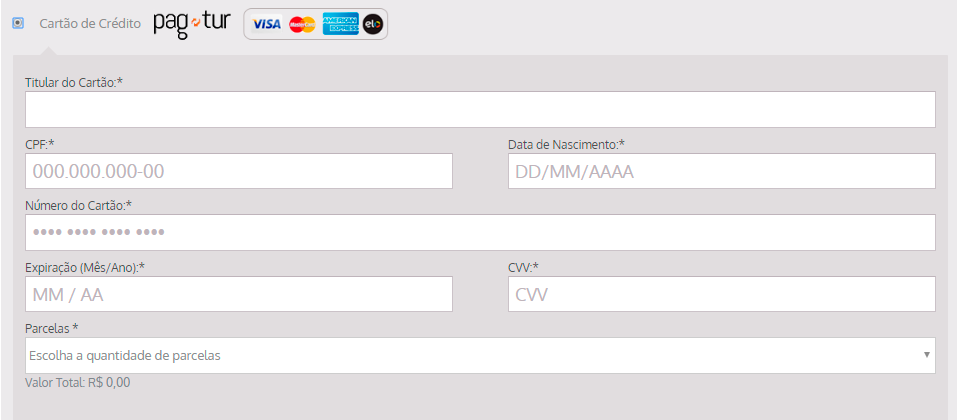 Cartão de Crédito pag tur VISA MasterCard AMERICAN EXPRESS elo
Titular do Cartão:*
CPF:* Data de Nascimento:*
000.000.000-00 DD/MM/AAAA
Número do Cartão:*
•••• •••• •••• ••••
Expiração (Mês/Ano):* CVV:*
MM / AA CVV
Parcelas *
Escolha a quantidade de parcelas
Valor Total: R$ 0,00